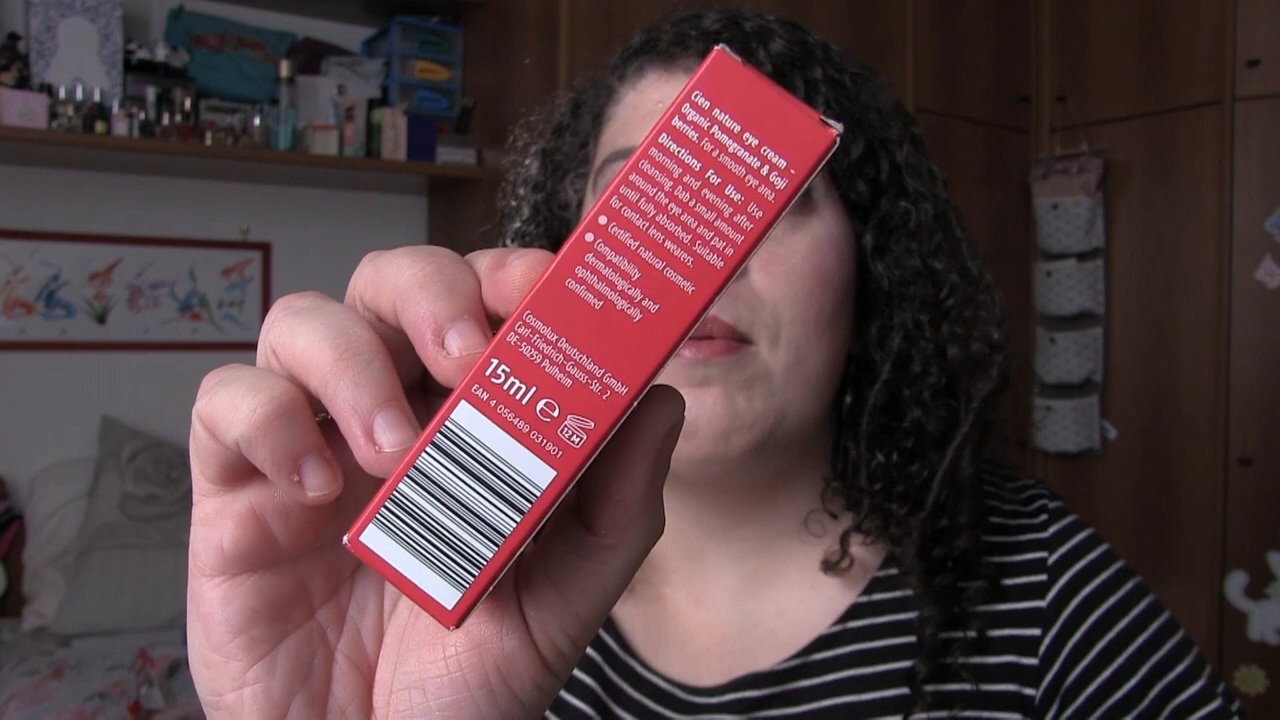 Cien nature eye cream -
Organic Pomegranate & Goji
berries. For a smooth eye area.
Directions For Use: Use
morning and evening after
cleansing. Dab a small amount
around the eye area and pat in
until fully absorbed. Suitable
for contact lens wearers.
● Certified natural cosmetic
● Compatibility
dermatologically and
ophthalmologically
confirmed
Cosmolux Deutschland GmbH
Carl-Friedrich-Gauss-Str. 2
DE-50259 Pulheim
15ml ℮
12 M
EAN 4 056489 031901